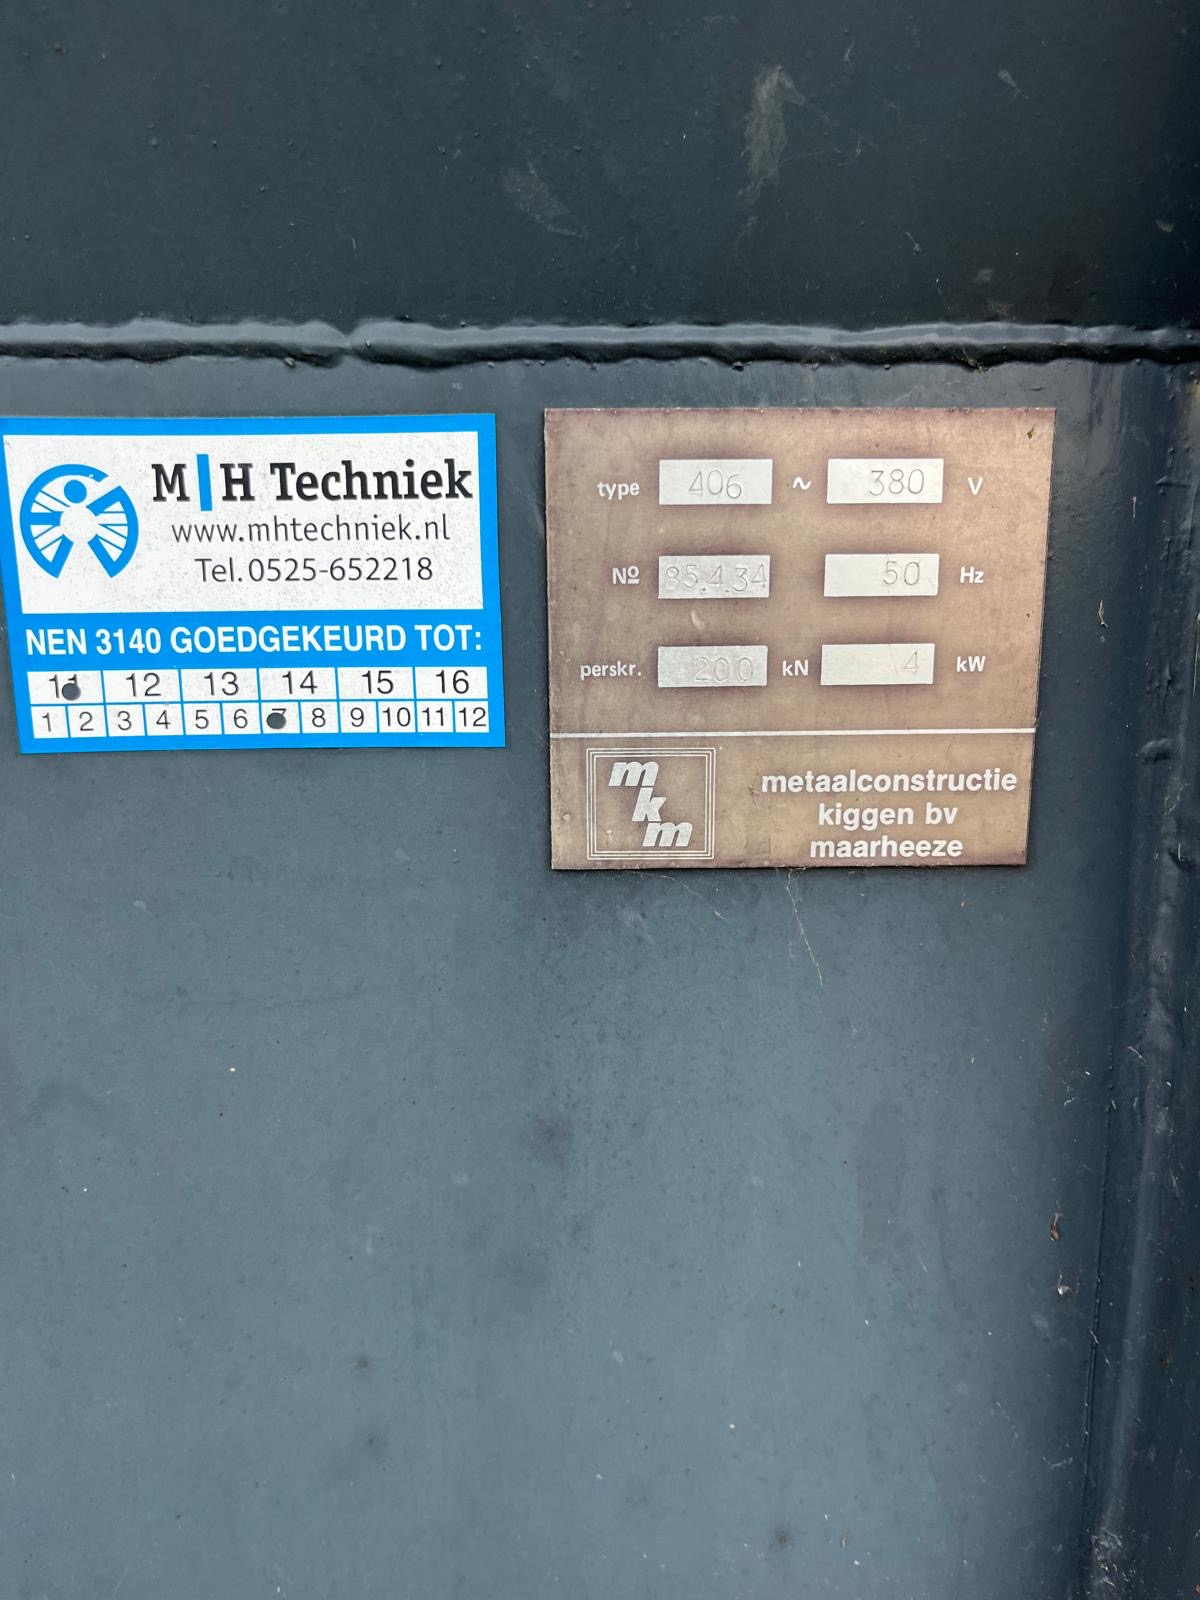 M|H Techniek
www.mhtechniek.nl
Tel. 0525-652218
NEN 3140 GOEDGEKEURD TOT:
11 12 13 14 15 16
1 2 3 4 5 6 7 8 9 10 11 12
type 406 ~ 380 V
Nº 85.4.34 50 Hz
perskr. 200 kN 4 kW
mkm
metaalconstructie
kiggen bv
maarheeze